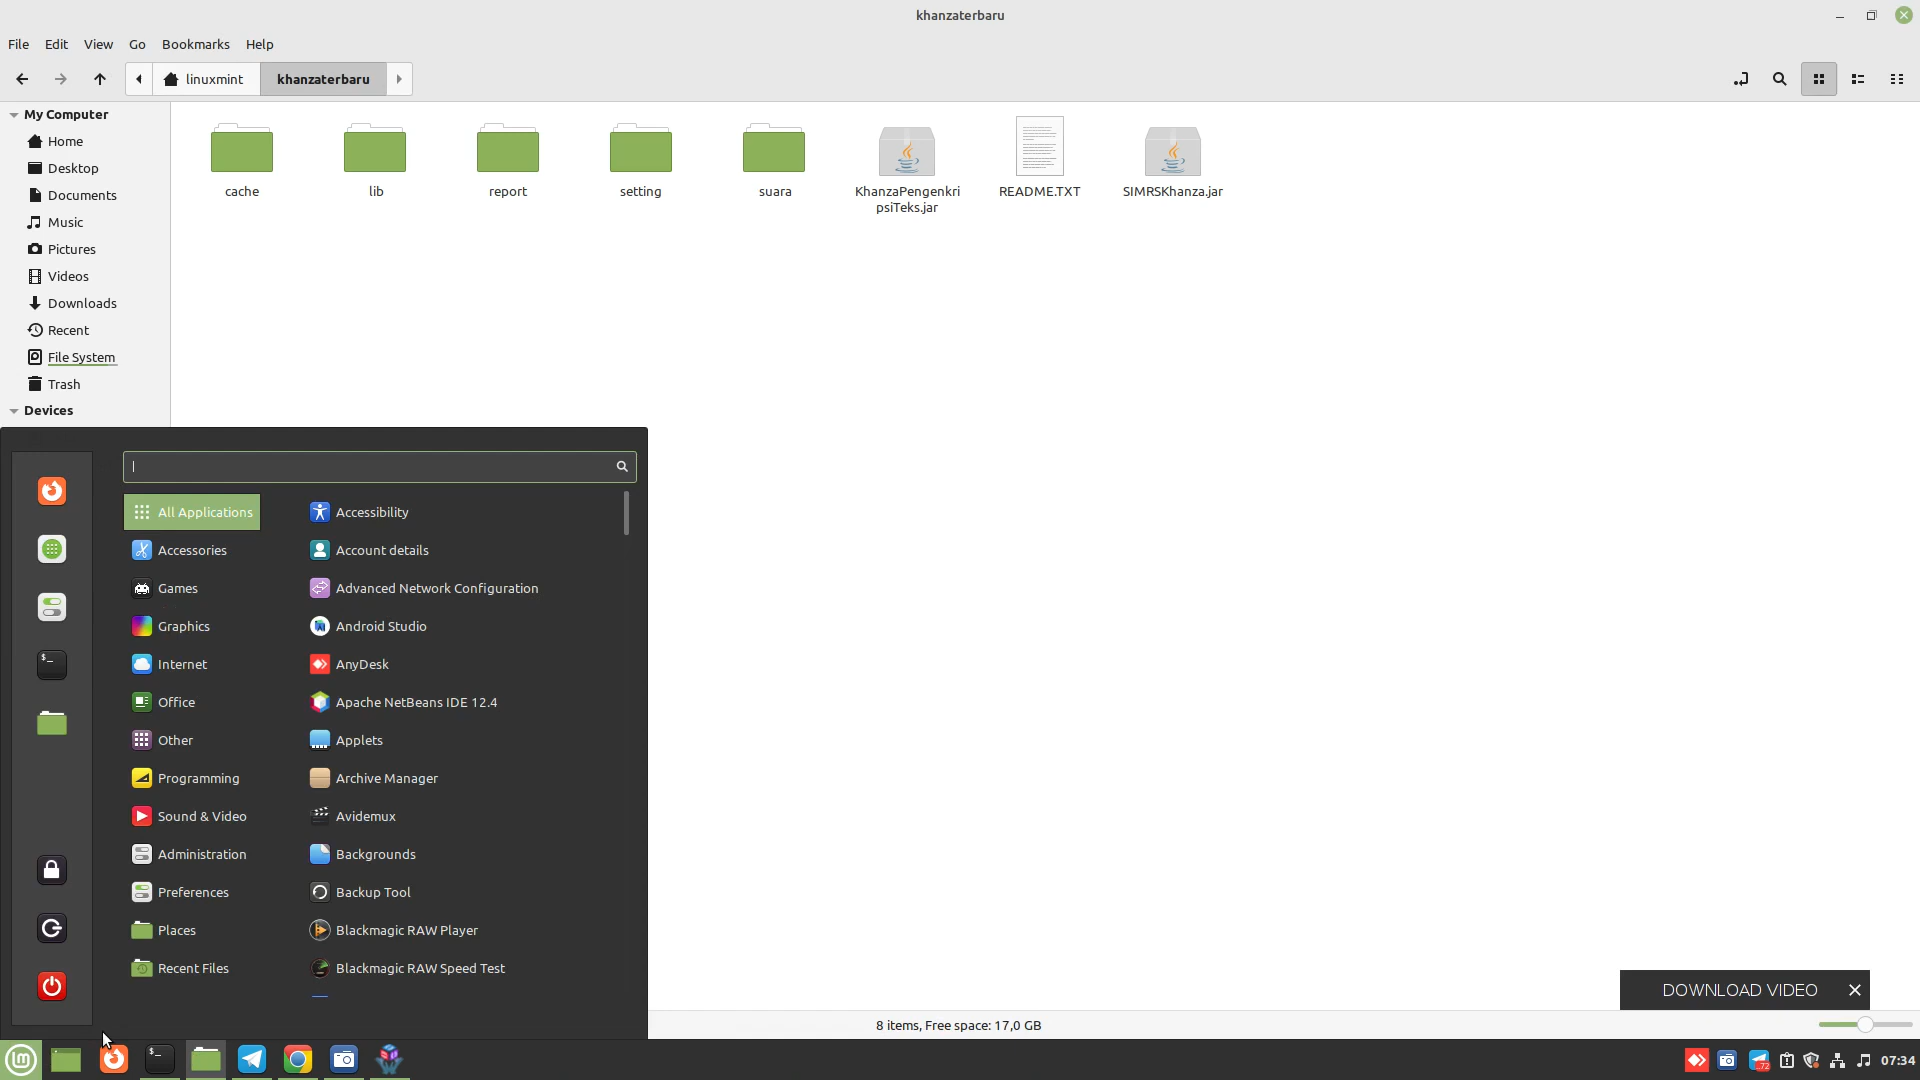 khanzaterbaru
File Edit View Go Bookmarks Help
linuxmint khanzaterbaru
My Computer
Home
Desktop
Documents
Music
Pictures
Videos
Downloads
Recent
File System
Trash
Devices
cache
lib
report
setting
suara
KhanzaPengenkri
psiTeks.jar
README.TXT
SIMRSKhanza.jar
All Applications
Accessories
Games
Graphics
Internet
Office
Other
Programming
Sound & Video
Administration
Preferences
Places
Recent Files
Accessibility
Account details
Advanced Network Configuration
Android Studio
AnyDesk
Apache NetBeans IDE 12.4
Applets
Archive Manager
Avidemux
Backgrounds
Backup Tool
Blackmagic RAW Player
Blackmagic RAW Speed Test
DOWNLOAD VIDEO
8 items, Free space: 17,0 GB
72
07:34